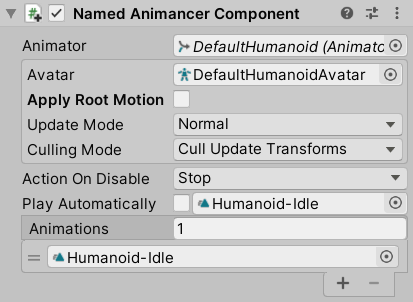 Named Animancer Component
Animator DefaultHumanoid (Animato
Avatar DefaultHumanoidAvatar
Apply Root Motion
Update Mode Normal
Culling Mode Cull Update Transforms
Action On Disable Stop
Play Automatically Humanoid-Idle
Animations 1
Humanoid-Idle